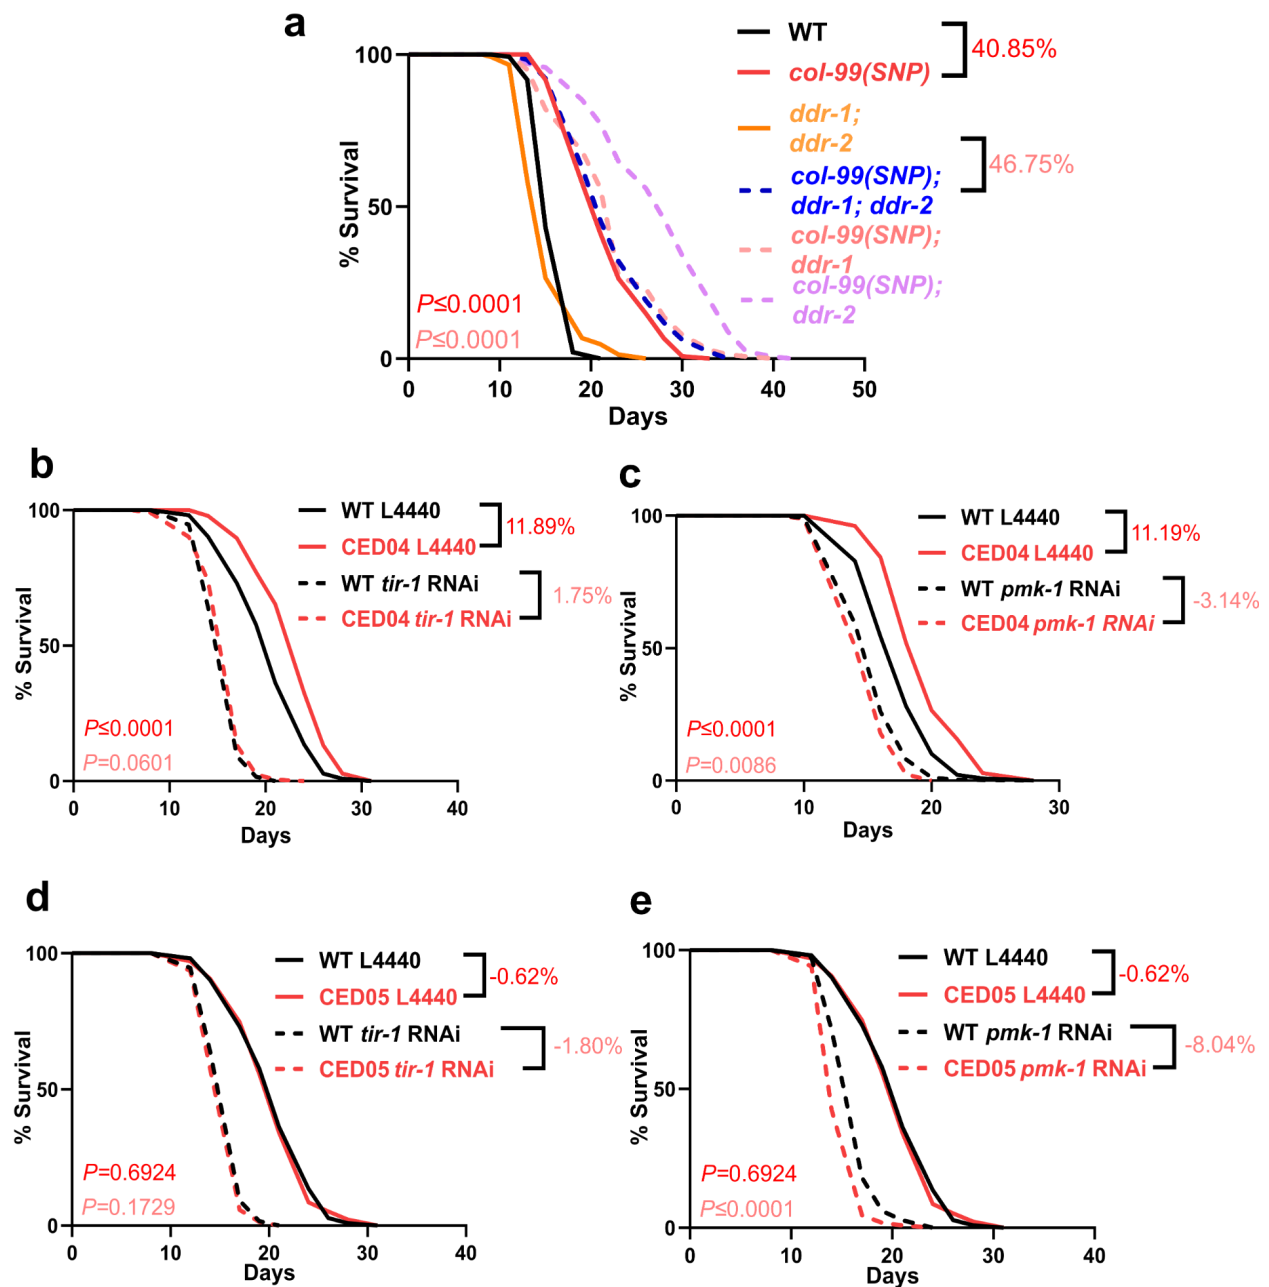 a
WT
col-99(SNP)
40.85%
ddr-1;
ddr-2
col-99(SNP);
ddr-1; ddr-2
46.75%
col-99(SNP);
ddr-1
col-99(SNP);
ddr-2
% Survival
100
50
0
P≤0.0001
P≤0.0001
0 10 20 30 40 50
Days
b
WT L4440
CED04 L4440
11.89%
WT tir-1 RNAi
CED04 tir-1 RNAi
1.75%
% Survival
100
50
0
P≤0.0001
P=0.0601
0 10 20 30 40
Days
c
WT L4440
CED04 L4440
11.19%
WT pmk-1 RNAi
CED04 pmk-1 RNAi
-3.14%
% Survival
100
50
0
P≤0.0001
P=0.0086
0 10 20 30
Days
d
WT L4440
CED05 L4440
-0.62%
WT tir-1 RNAi
CED05 tir-1 RNAi
-1.80%
% Survival
100
50
0
P=0.6924
P=0.1729
0 10 20 30 40
Days
e
WT L4440
CED05 L4440
-0.62%
WT pmk-1 RNAi
CED05 pmk-1 RNAi
-8.04%
% Survival
100
50
0
P=0.6924
P≤0.0001
0 10 20 30 40
Days